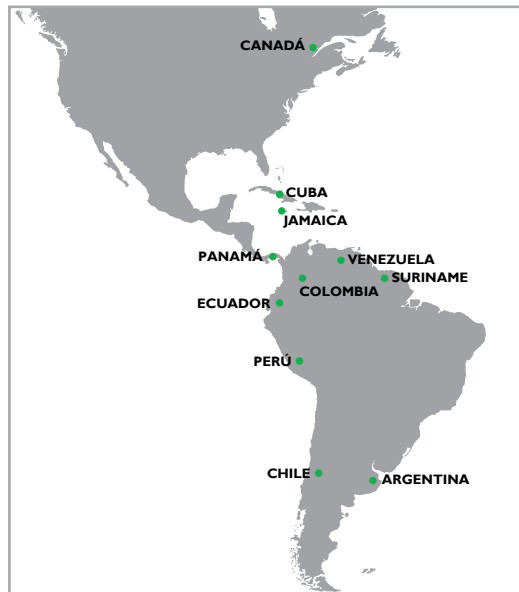 CANADÁ
CUBA
JAMAICA
PANAMÁ
VENEZUELA
SURINAME
COLOMBIA
ECUADOR
PERÚ
CHILE
ARGENTINA